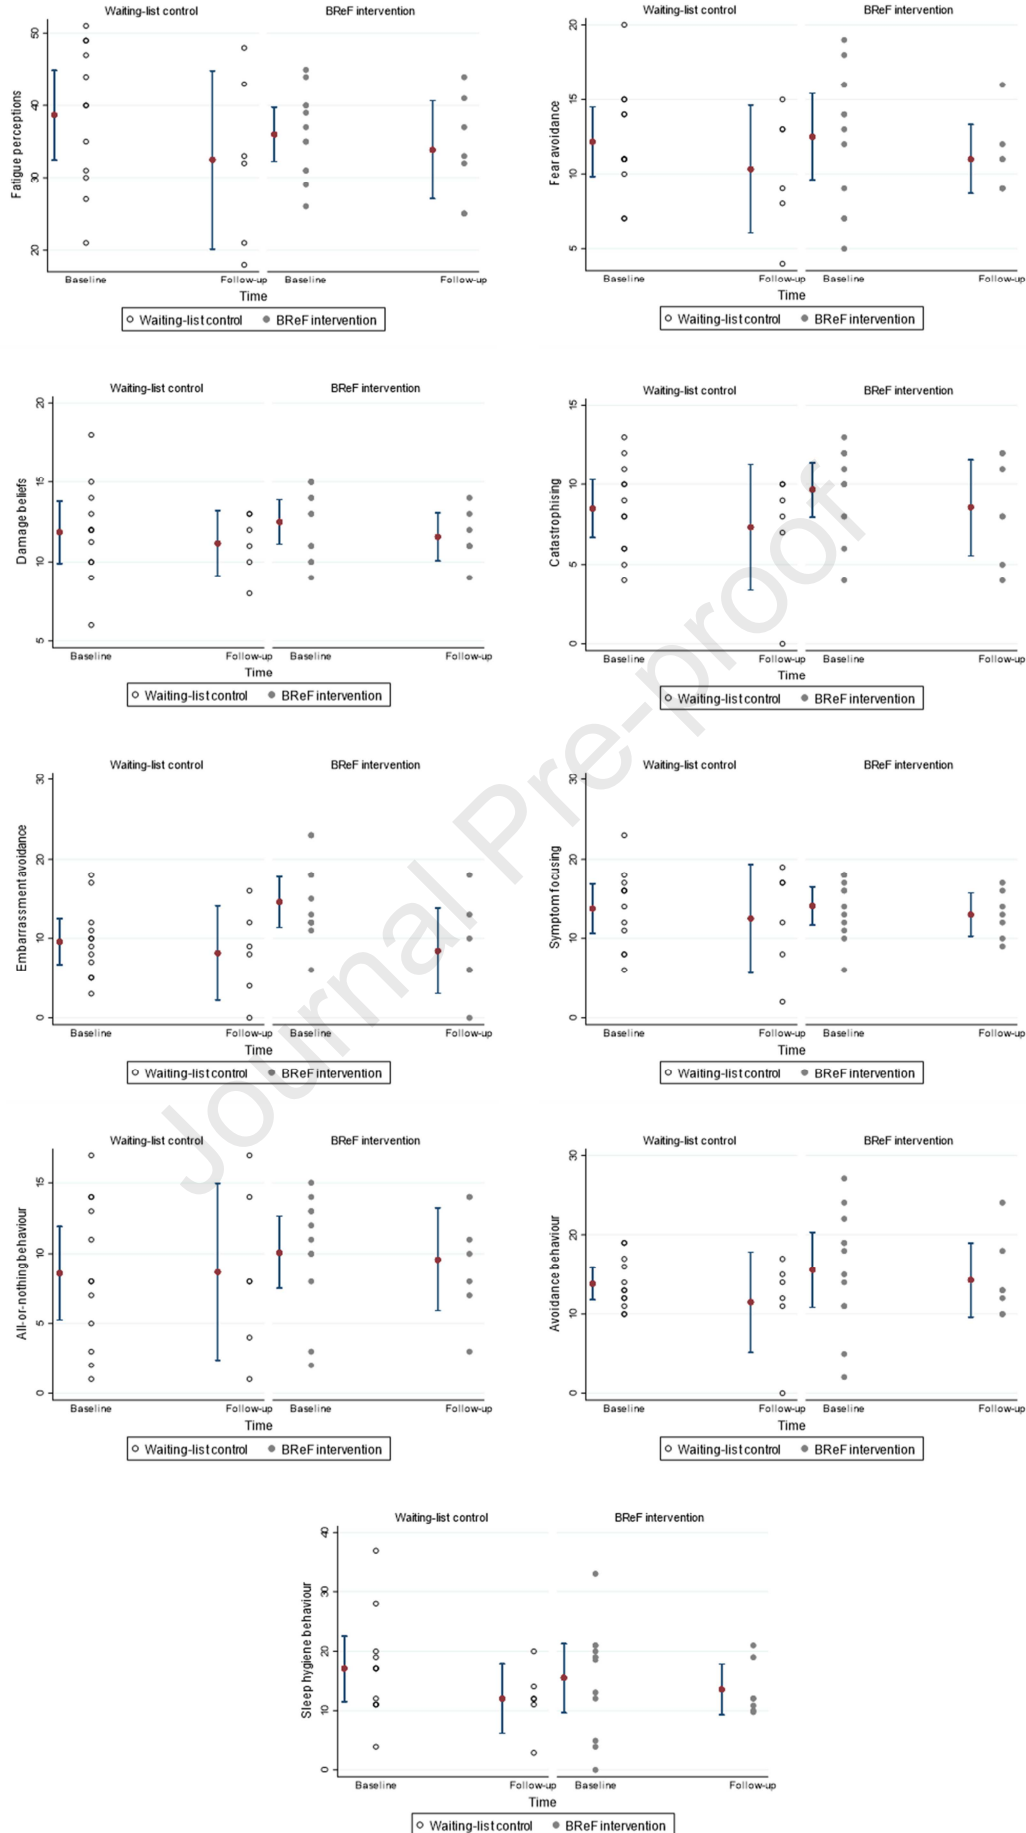 Waiting-list control BReF intervention
Fatigue perceptions
50
40
30
20
Baseline Follow-up Baseline Follow-up
Time
Waiting-list control BReF intervention
Waiting-list control BReF intervention
Fear avoidance
20
15
10
5
Baseline Follow-up Baseline Follow-up
Time
Waiting-list control BReF intervention
Waiting-list control BReF intervention
Damage beliefs
20
15
10
5
Baseline Follow-up Baseline Follow-up
Time
Waiting-list control BReF intervention
Waiting-list control BReF intervention
Catastrophising
15
10
5
0
Baseline Follow-up Baseline Follow-up
Time
Waiting-list control BReF intervention
Waiting-list control BReF intervention
Embarrassment avoidance
30
20
10
0
Baseline Follow-up Baseline Follow-up
Time
Waiting-list control BReF intervention
Waiting-list control BReF intervention
Symptom focusing
30
20
10
0
Baseline Follow-up Baseline Follow-up
Time
Waiting-list control BReF intervention
Waiting-list control BReF intervention
All-or-nothing behaviour
15
10
5
0
Baseline Follow-up Baseline Follow-up
Time
Waiting-list control BReF intervention
Waiting-list control BReF intervention
Avoidance behaviour
30
20
10
0
Baseline Follow-up Baseline Follow-up
Time
Waiting-list control BReF intervention
Waiting-list control BReF intervention
Sleep hygiene behaviour
40
30
20
10
0
Baseline Follow-up Baseline Follow-up
Time
Waiting-list control BReF intervention
Journal Pre-proof